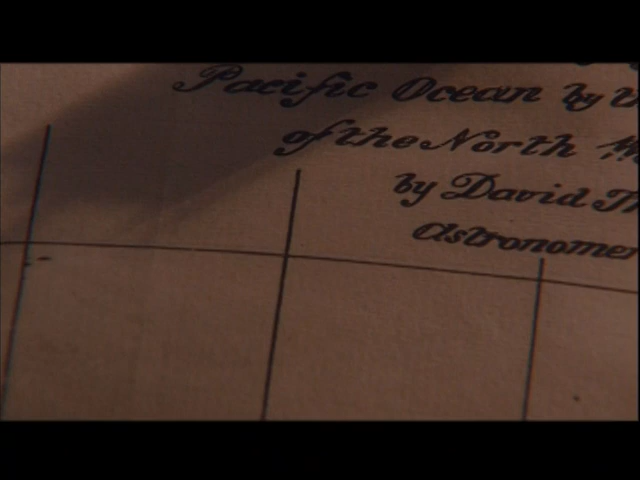 Pacific Ocean by
of the North
by David
Astronomer